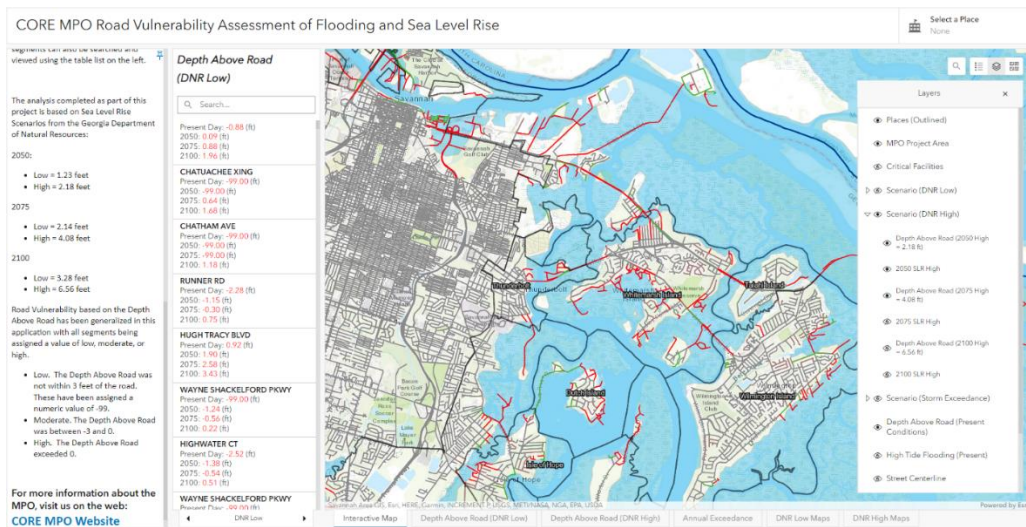 CORE MPO Road Vulnerability Assessment of Flooding and Sea Level Rise
Select a Place
None
segments can also be searched and
viewed using the table list on the left.
The analysis completed as part of this
project is based on Sea Level Rise
Scenarios from the Georgia Department
of Natural Resources:
2050:
Low = 1.23 feet
High = 2.18 feet
2075
Low = 2.14 feet
High = 4.08 feet
2100
Low = 3.28 feet
High = 6.56 feet
Road Vulnerability based on the Depth
Above Road has been generalized in this
application with all segments being
assigned a value of low, moderate, or
high.
Low. The Depth Above Road was
not within 3 feet of the road.
These have been assigned a
numeric value of -99.
Moderate. The Depth Above Road
was between -3 and 0.
High. The Depth Above Road
exceeded 0.
For more information about the
MPO, visit us on the web:
CORE MPO Website
Depth Above Road
(DNR Low)
Search...
Present Day: -0.88 (ft)
2050: 0.09 (ft)
2075: 0.88 (ft)
2100: 1.96 (ft)
CHATUACHEE XING
Present Day: -99.00 (ft)
2050: -99.00 (ft)
2075: 0.64 (ft)
2100: 1.68 (ft)
CHATHAM AVE
Present Day: -99.00 (ft)
2050: -99.00 (ft)
2075: -99.00 (ft)
2100: 1.18 (ft)
RUNNER RD
Present Day: -2.28 (ft)
2050: -1.15 (ft)
2075: -0.30 (ft)
2100: 0.75 (ft)
HUGH TRACY BLVD
Present Day: 0.92 (ft)
2050: 1.90 (ft)
2075: 2.58 (ft)
2100: 3.43 (ft)
WAYNE SHACKELFORD PKWY
Present Day: -99.00 (ft)
2050: -1.24 (ft)
2075: -0.56 (ft)
2100: 0.22 (ft)
HIGHWATER CT
Present Day: -2.52 (ft)
2050: -1.38 (ft)
2075: -0.54 (ft)
2100: 0.51 (ft)
WAYNE SHACKELFORD PKWY
Present Day: -99.00 (ft)
DNR Low
Savannah
Thunderbolt
Whitemarsh Island
Talahi Island
Dutch Island
Wilmington Island
Isle of Hope
Layers
Places (Outlined)
MPO Project Area
Critical Facilities
Scenario (DNR Low)
Scenario (DNR High)
Depth Above Road (2050 High
= 2.18 ft)
2050 SLR High
Depth Above Road (2075 High
= 4.08 ft)
2075 SLR High
Depth Above Road (2100 High
= 6.56 ft)
2100 SLR High
Scenario (Storm Exceedance)
Depth Above Road (Present
Conditions)
High Tide Flooding (Present)
Street Centerline
Interactive Map
Depth Above Road (DNR Low)
Depth Above Road (DNR High)
Annual Exceedance
DNR Low Maps
DNR High Maps